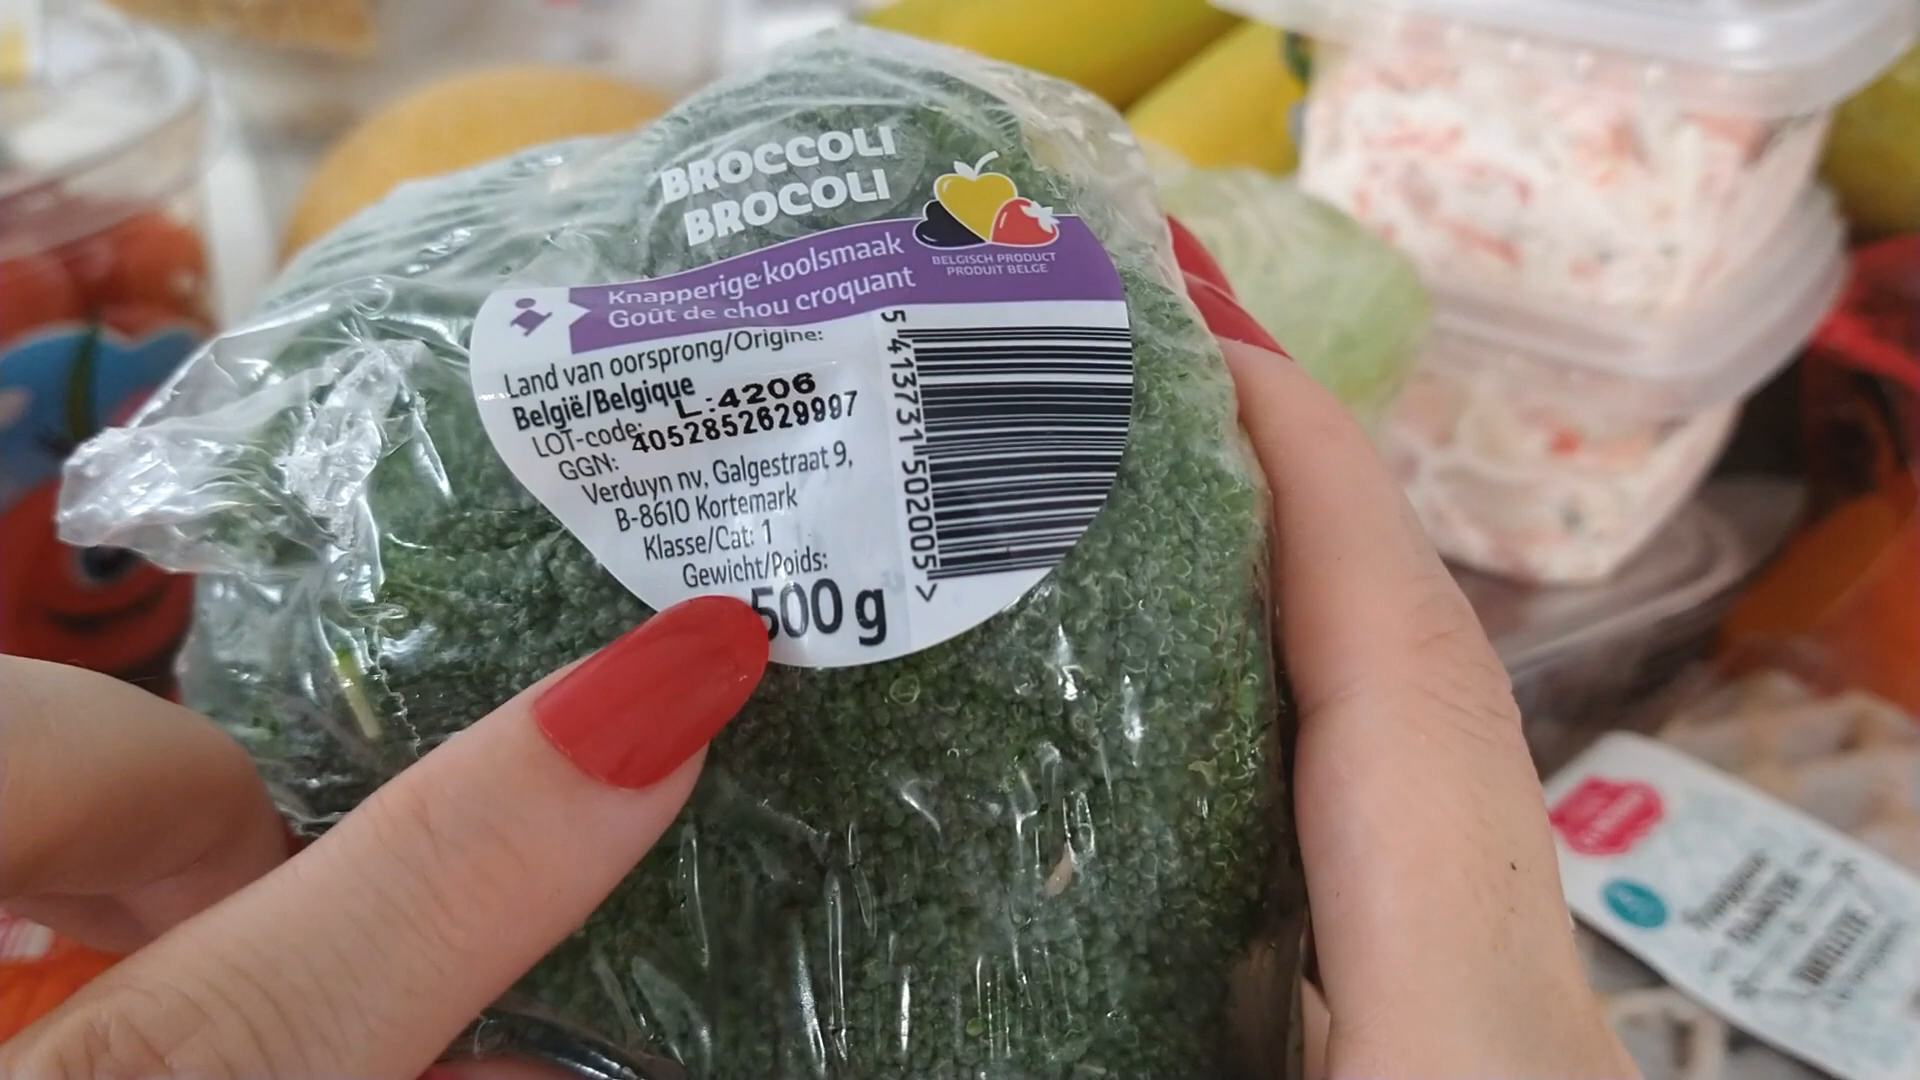 BROCCOLI
BROCOLI
Knapperige koolsmaak
Goût de chou croquant
BELGISCH PRODUCT
PRODUIT BELGE
Land van oorsprong/Origine:
België/Belgique
LOT-code: L:4206
GGN: 4052852629997
Verduyn nv, Galgestraat 9,
B-8610 Kortemark
Klasse/Cat: 1
Gewicht/Poids:
500 g
5 413731 502005 >